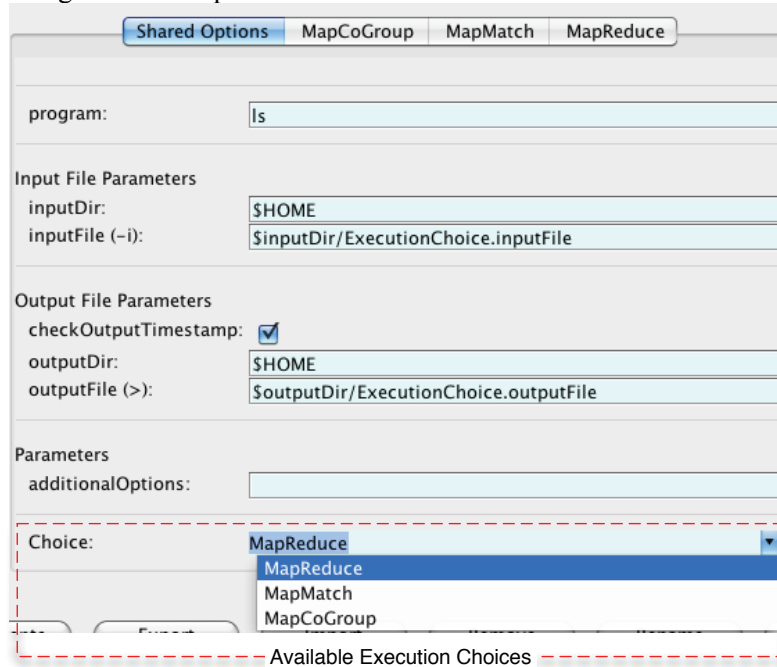 Shared Options MapCoGroup MapMatch MapReduce
program: ls
Input File Parameters
inputDir: $HOME
inputFile (-i): $inputDir/ExecutionChoice.inputFile
Output File Parameters
checkOutputTimestamp:
outputDir: $HOME
outputFile (>): $outputDir/ExecutionChoice.outputFile
Parameters
additionalOptions:
Choice: MapReduce
MapReduce
MapMatch
MapCoGroup
Available Execution Choices